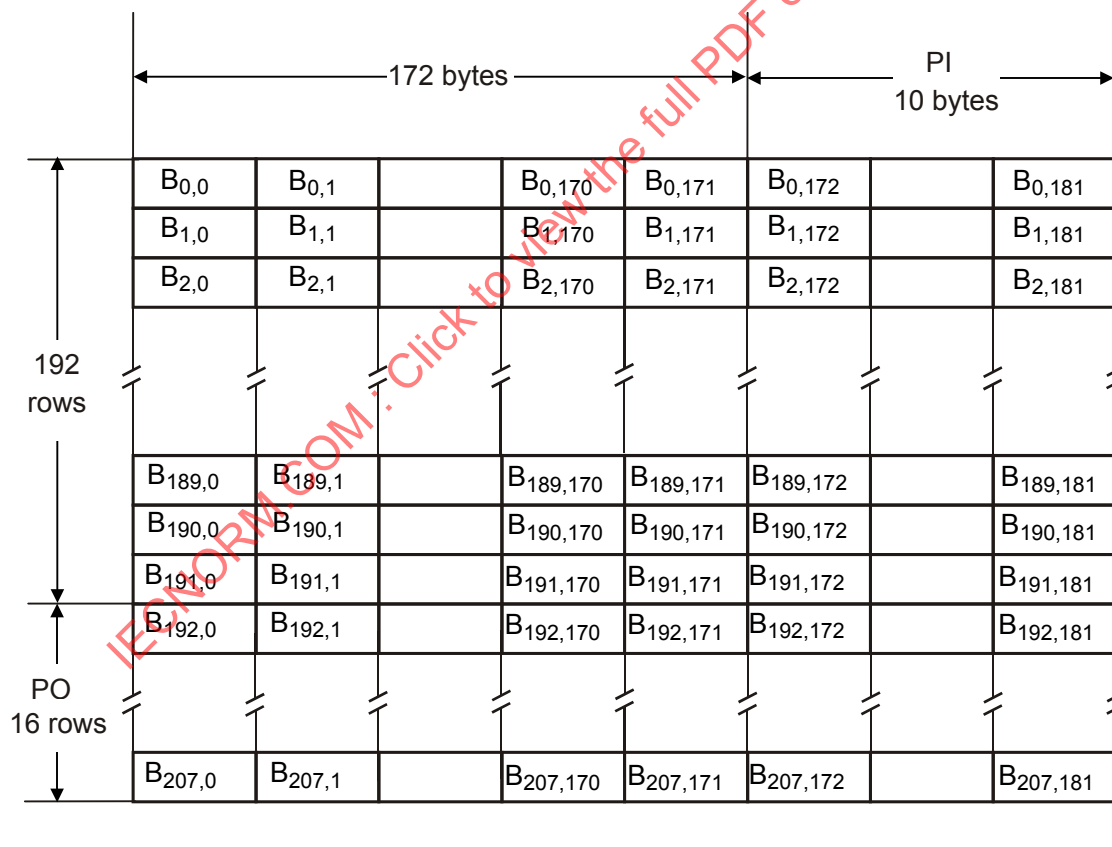 172 bytes
PI
10 bytes
B0,0 B0,1 B0,170 B0,171 B0,172 B0,181
B1,0 B1,1 B1,170 B1,171 B1,172 B1,181
B2,0 B2,1 B2,170 B2,171 B2,172 B2,181
192
rows
B189,0 B189,1 B189,170 B189,171 B189,172 B189,181
B190,0 B190,1 B190,170 B190,171 B190,172 B190,181
B191,0 B191,1 B191,170 B191,171 B191,172 B191,181
B192,0 B192,1 B192,170 B192,171 B192,172 B192,181
PO
16 rows
B207,0 B207,1 B207,170 B207,171 B207,172 B207,181
IECNORM.COM : Click to view the full PDF